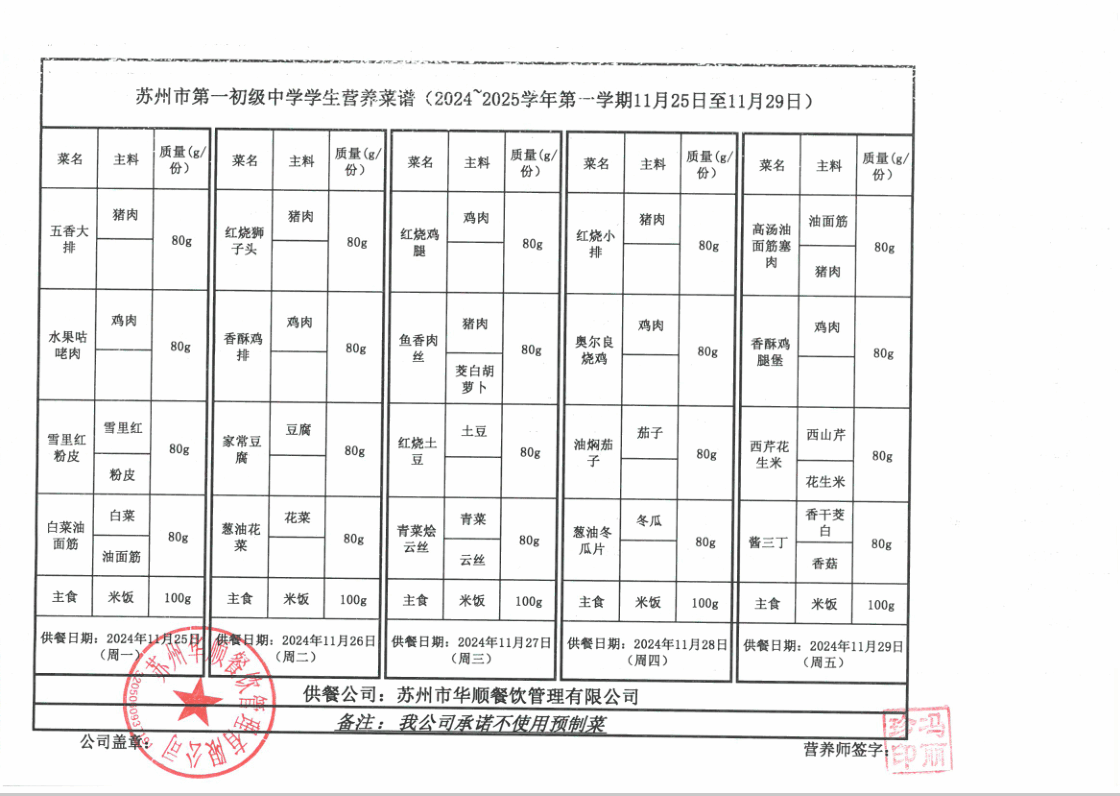 苏州市第一初级中学学生营养菜谱（2024~2025学年第一学期11月25日至11月29日）
菜名 主料 质量(g/份) 菜名 主料 质量(g/份) 菜名 主料 质量(g/份) 菜名 主料 质量(g/份) 菜名 主料 质量(g/份)
五香大排 猪肉 80g 红烧狮子头 猪肉 80g 红烧鸡腿 鸡肉 80g 红烧小排 猪肉 80g 高汤油面筋塞肉 油面筋 猪肉 80g
水果咕咾肉 鸡肉 80g 香酥鸡排 鸡肉 80g 鱼香肉丝 猪肉 茭白胡萝卜 80g 奥尔良烧鸡 鸡肉 80g 香酥鸡腿堡 鸡肉 80g
雪里红粉皮 雪里红 粉皮 80g 家常豆腐 豆腐 80g 红烧土豆 土豆 80g 油焖茄子 茄子 80g 西芹花生米 西山芹 花生米 80g
白菜油面筋 白菜 油面筋 80g 葱油花菜 花菜 80g 青菜烩云丝 青菜 云丝 80g 葱油冬瓜片 冬瓜 80g 酱三丁 香干茭白 香菇 80g
主食 米饭 100g 主食 米饭 100g 主食 米饭 100g 主食 米饭 100g 主食 米饭 100g
供餐日期：2024年11月25日（周一） 供餐日期：2024年11月26日（周二） 供餐日期：2024年11月27日（周三） 供餐日期：2024年11月28日（周四） 供餐日期：2024年11月29日（周五）
供餐公司：苏州市华顺餐饮管理有限公司
备注：我公司承诺不使用预制菜
公司盖章：
营养师签字：
苏州华顺餐饮管理有限公司
冯丽珍印